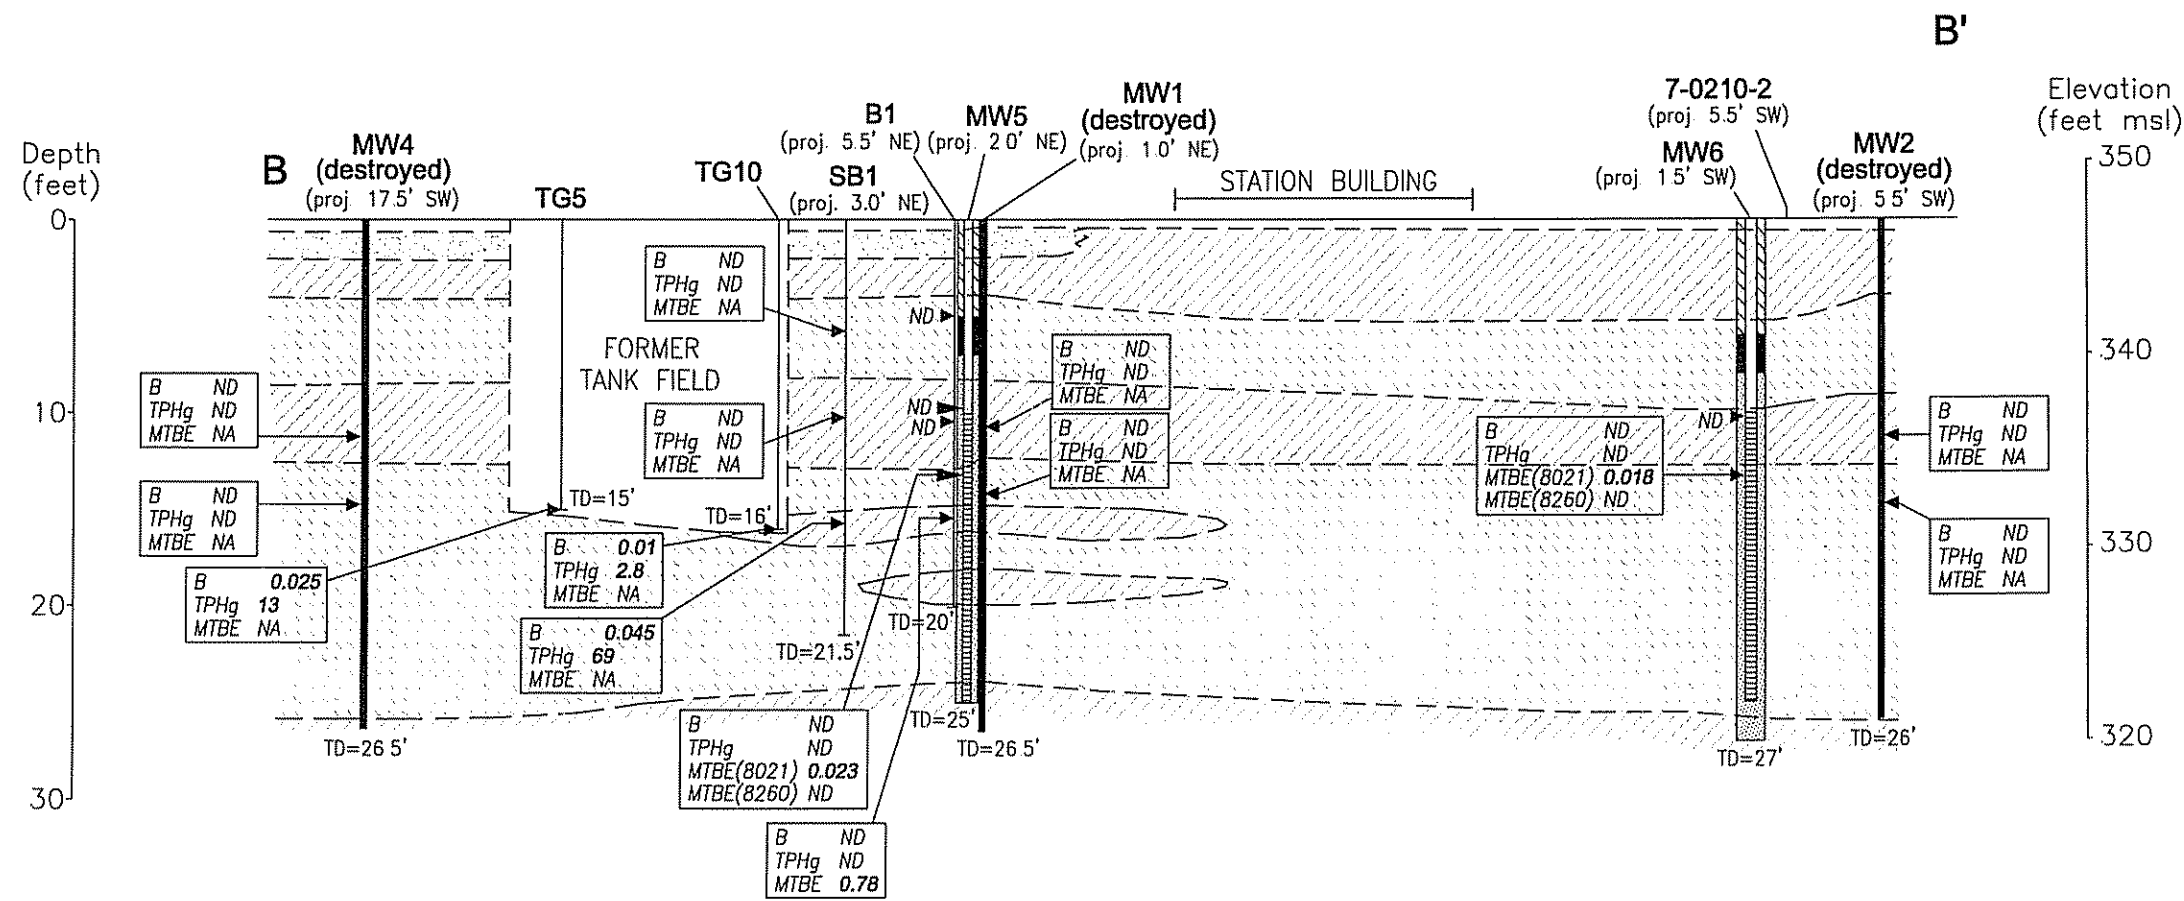 B'
Depth
(feet)
0
10
20
30
B
MW4
(destroyed)
(proj. 17.5' SW)
TG5
TG10
SB1
(proj. 3.0' NE)
B1
(proj. 5.5' NE)
MW5
(proj. 2 0' NE)
MW1
(destroyed)
(proj. 1.0' NE)
STATION BUILDING
7-0210-2
(proj. 5.5' SW)
MW6
(proj. 1 5' SW)
MW2
(destroyed)
(proj. 5 5' SW)
Elevation
(feet msl)
350
340
330
320
FORMER
TANK FIELD
B ND
TPHg ND
MTBE NA
B ND
TPHg ND
MTBE NA
B 0.025
TPHg 13
MTBE NA
TD=26 5'
TD=15'
TD=16'
B 0.01
TPHg 2.8
MTBE NA
B 0.045
TPHg 69
MTBE NA
B ND
TPHg ND
MTBE NA
B ND
TPHg ND
MTBE NA
TD=21.5'
ND
ND
ND
TD=20'
TD=25'
TD=26 5'
B ND
TPHg ND
MTBE(8021) 0.023
MTBE(8260) ND
B ND
TPHg ND
MTBE 0.78
B ND
TPHg ND
MTBE NA
B ND
TPHg ND
MTBE NA
ND
B ND
TPHg ND
MTBE(8021) 0.018
MTBE(8260) ND
TD=27'
TD=26'
B ND
TPHg ND
MTBE NA
B ND
TPHg ND
MTBE NA